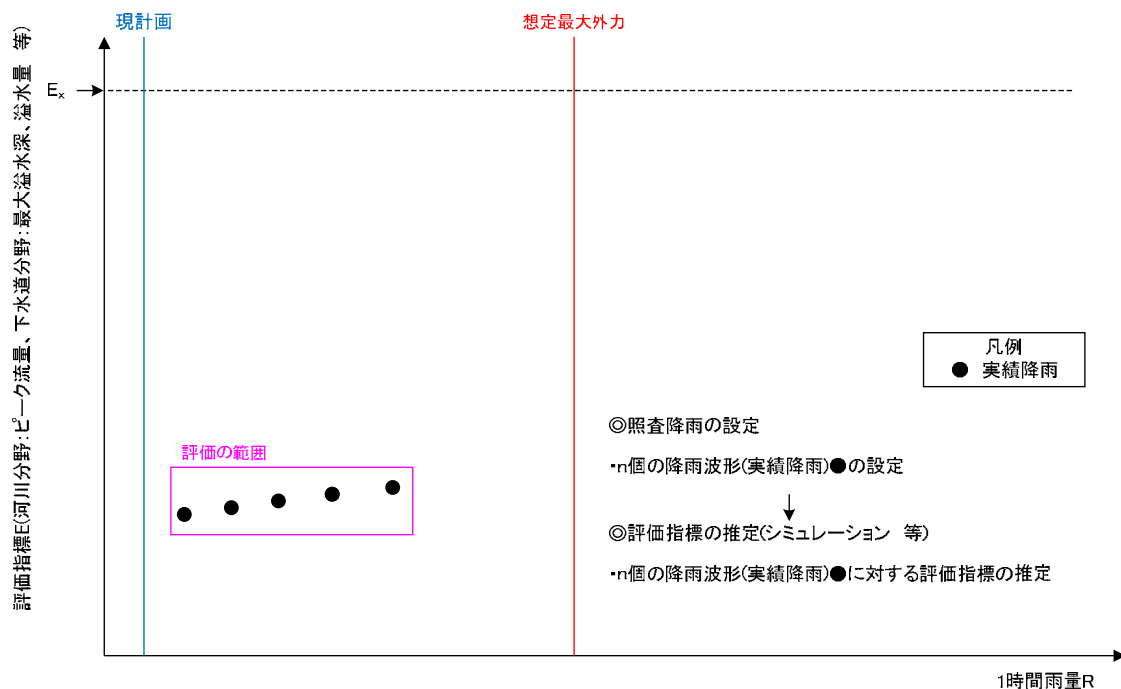 現計画
想定最大外力
Ex
評価指標E(河川分野：ピーク流量、下水道分野：最大溢水深、溢水量 等)
凡例
● 実績降雨
◎照査降雨の設定
・n個の降雨波形(実績降雨)●の設定
評価の範囲
◎評価指標の推定(シミュレーション 等)
・n個の降雨波形(実績降雨)●に対する評価指標の推定
1時間雨量R